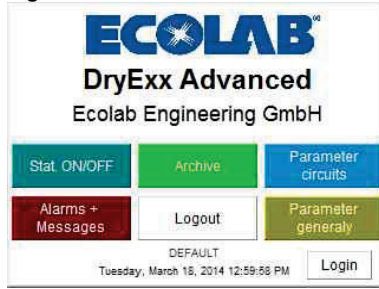 ECOLAB®
DryExx Advanced
Ecolab Engineering GmbH
Stat. ON/OFF
Archive
Parameter
circuits
Alarms +
Messages
Logout
Parameter
generaly
DEFAULT
Tuesday, March 18, 2014 12:59:58 PM
Login